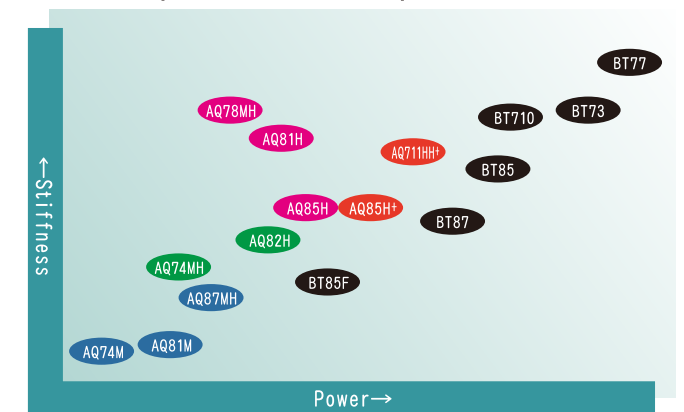 BT77
AQ78MH
BT73
BT710
AQ81H
AQ711HH+
BT85
AQ85H
AQ85H+
BT87
AQ82H
AQ74MH
BT85F
AQ87MH
AQ81M
AQ74M
←Stiffness
Power→